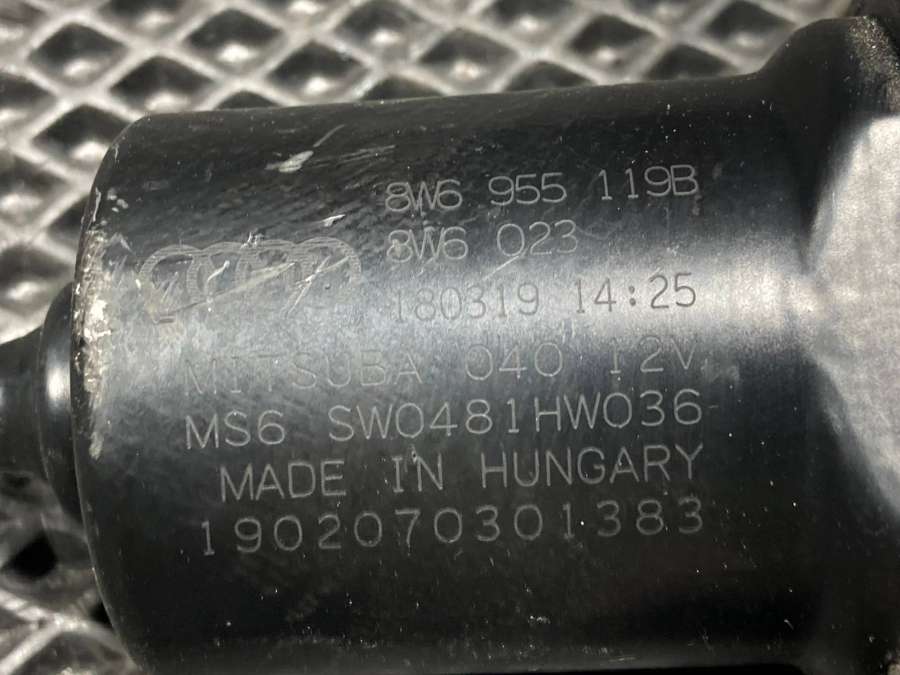 8W6 955 119B
8W6 023
180319 14:25
MITSUBA 040 12V
MS6 SW0481HW036
MADE IN HUNGARY
1902070301383